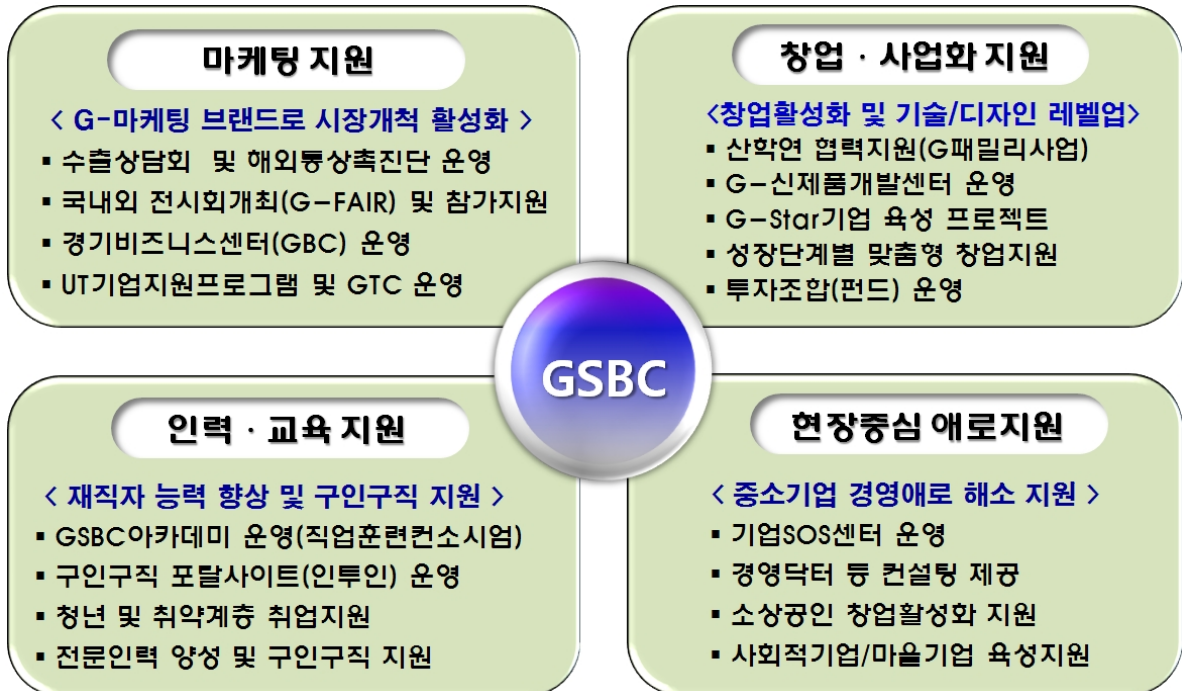 마케팅 지원
< G-마케팅 브랜드로 시장개척 활성화 >
▪ 수출상담회 및 해외통상촉진단 운영
▪ 국내외 전시회개최(G-FAIR) 및 참가지원
▪ 경기비즈니스센터(GBC) 운영
▪ UT기업지원프로그램 및 GTC 운영
창업 · 사업화 지원
<창업활성화 및 기술/디자인 레벨업>
▪ 산학연 협력지원(G패밀리사업)
▪ G-신제품개발센터 운영
▪ G-Star기업 육성 프로젝트
▪ 성장단계별 맞춤형 창업지원
▪ 투자조합(펀드) 운영
GSBC
인력 · 교육 지원
< 재직자 능력 향상 및 구인구직 지원 >
▪ GSBC아카데미 운영(직업훈련컨소시엄)
▪ 구인구직 포탈사이트(인투인) 운영
▪ 청년 및 취약계층 취업지원
▪ 전문인력 양성 및 구인구직 지원
현장중심 애로지원
< 중소기업 경영애로 해소 지원 >
▪ 기업SOS센터 운영
▪ 경영닥터 등 컨설팅 제공
▪ 소상공인 창업활성화 지원
▪ 사회적기업/마을기업 육성지원